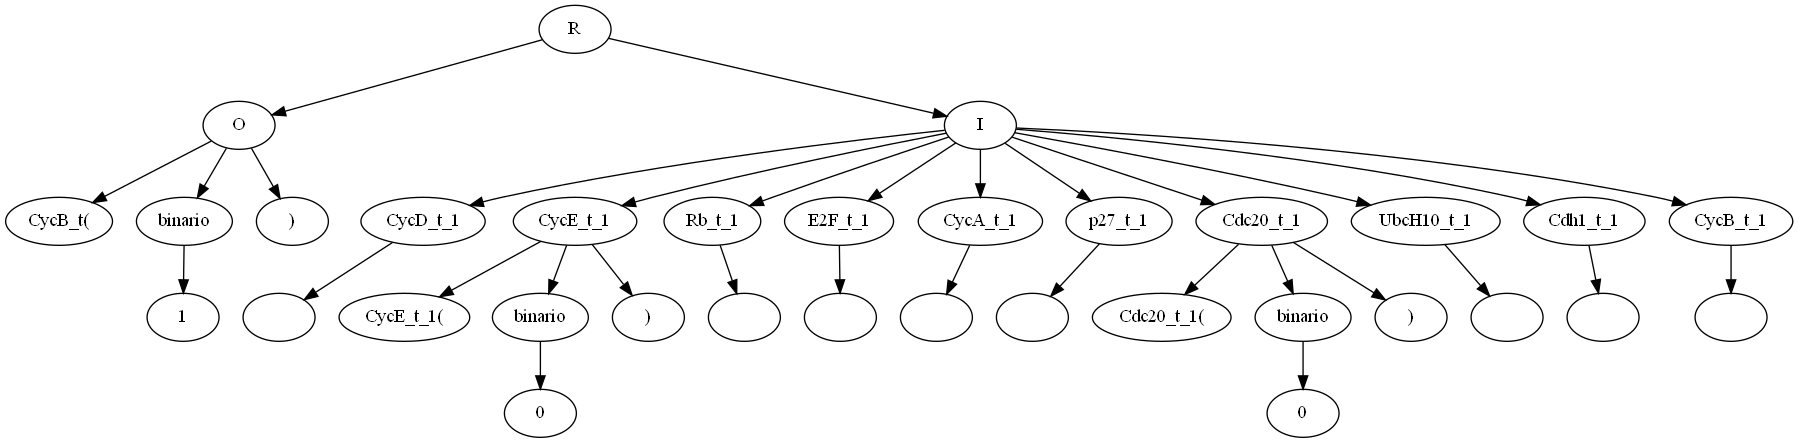 R
O I
CycB_t( binario ) CycD_t_1 CycE_t_1 Rb_t_1 E2F_t_1 CycA_t_1 p27_t_1 Cdc20_t_1 UbcH10_t_1 Cdh1_t_1 CycB_t_1
1 CycE_t_1( binario ) Cdc20_t_1( binario )
0 0